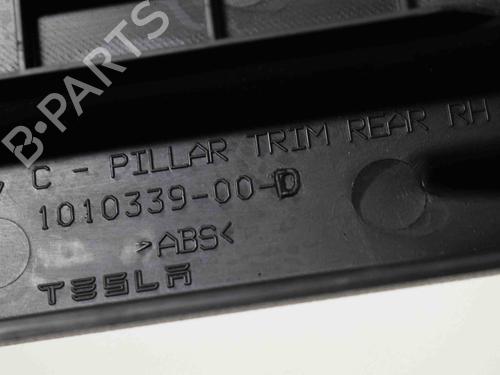 C - PILLAR TRIM REAR RH
1010339-00-D
>ABS<
TESLA
B-PARTS